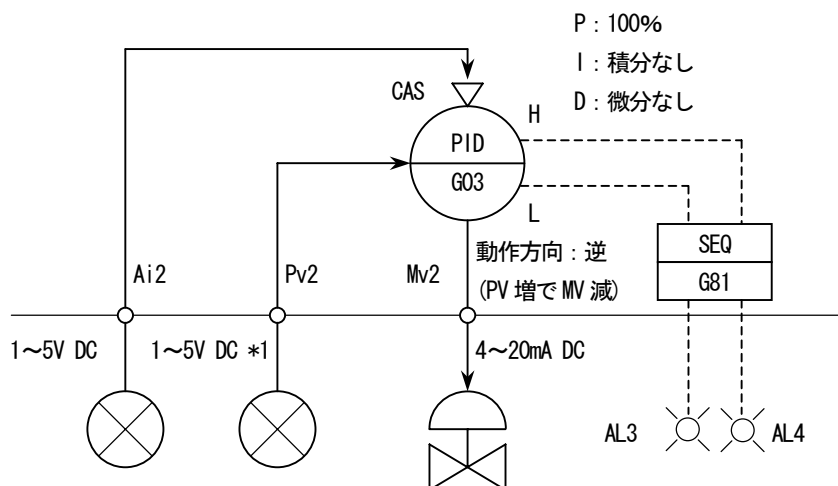 P：100%
I：積分なし
D：微分なし
CAS
H
PID
G03
L
SEQ
G81
Ai2
Pv2
Mv2
動作方向：逆
(PV 増で MV 減)
1～5V DC
1～5V DC *1
4～20mA DC
AL3
AL4